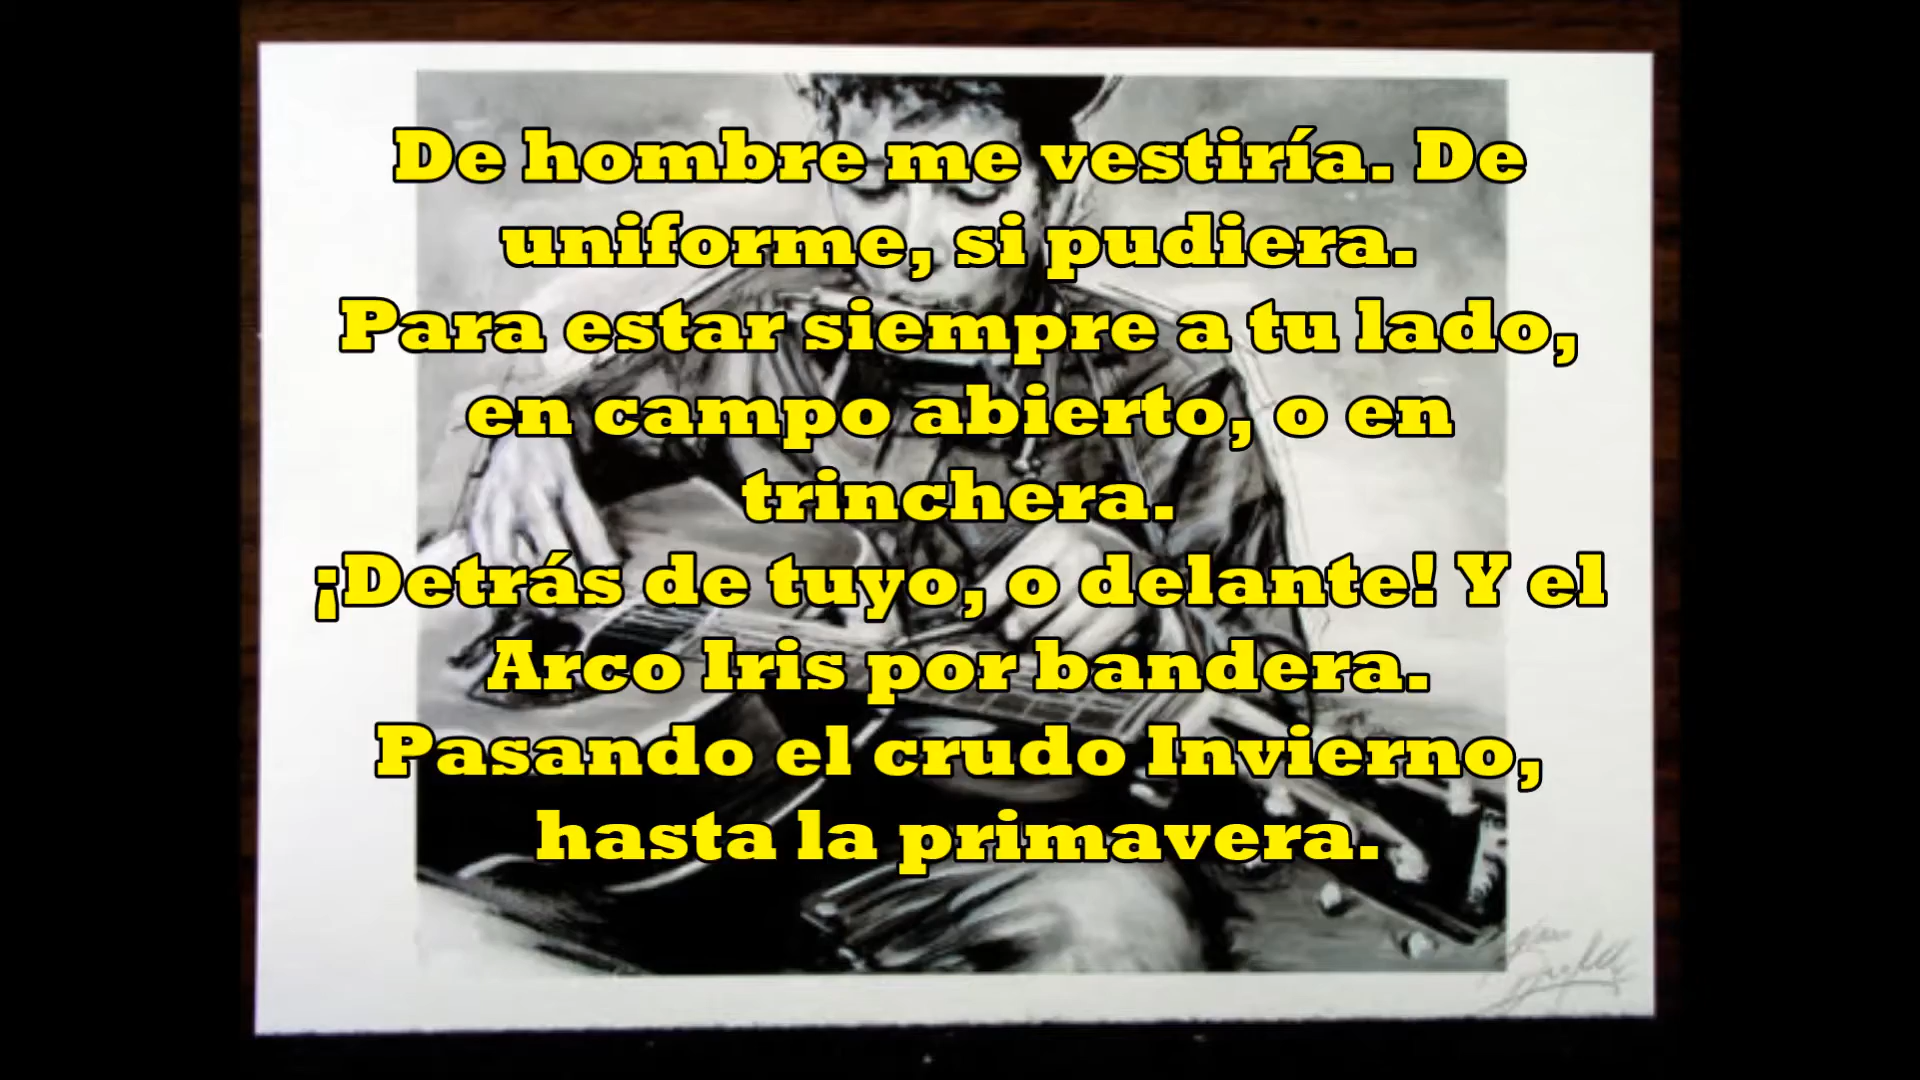 De hombre me vestiría. De
uniforme, si pudiera.
Para estar siempre a tu lado,
en campo abierto, o en
trinchera.
¡Detrás de tuyo, o delante! Y el
Arco Iris por bandera.
Pasando el crudo Invierno,
hasta la primavera.